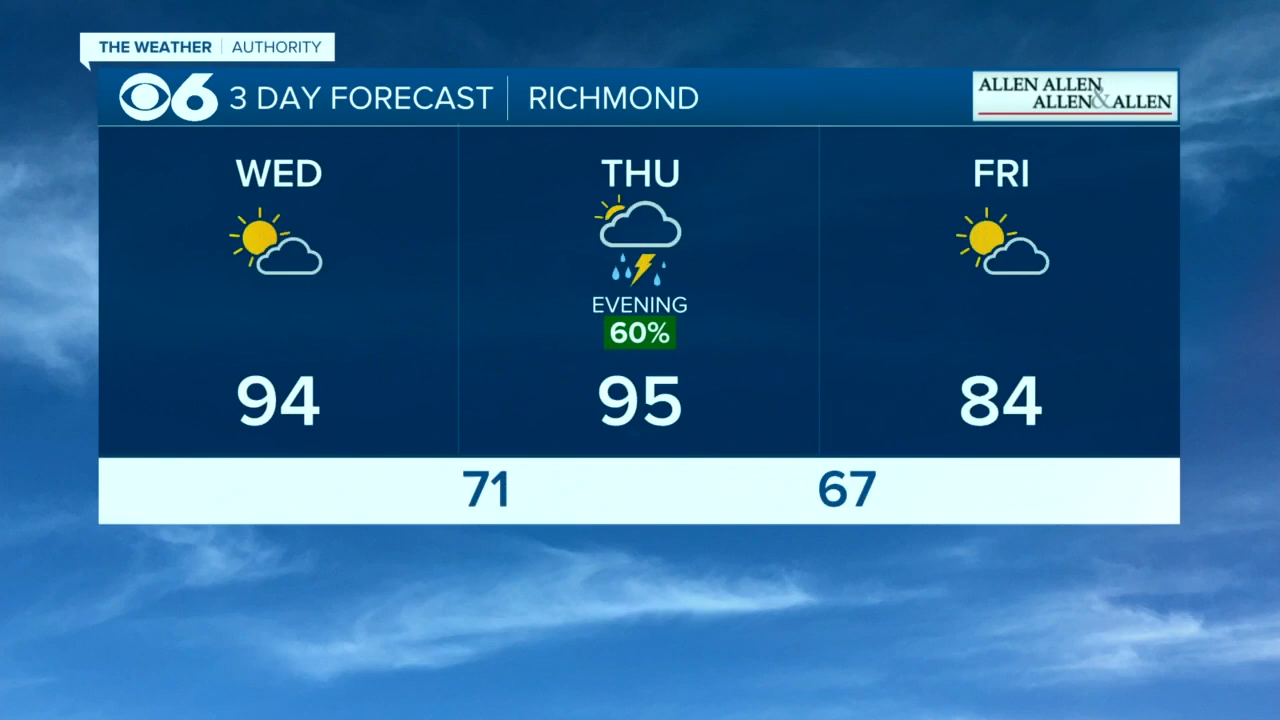 THE WEATHER | AUTHORITY
6 3 DAY FORECAST | RICHMOND
ALLEN ALLEN
ALLEN & ALLEN
WED
THU
FRI
EVENING
60%
94
95
84
71
67